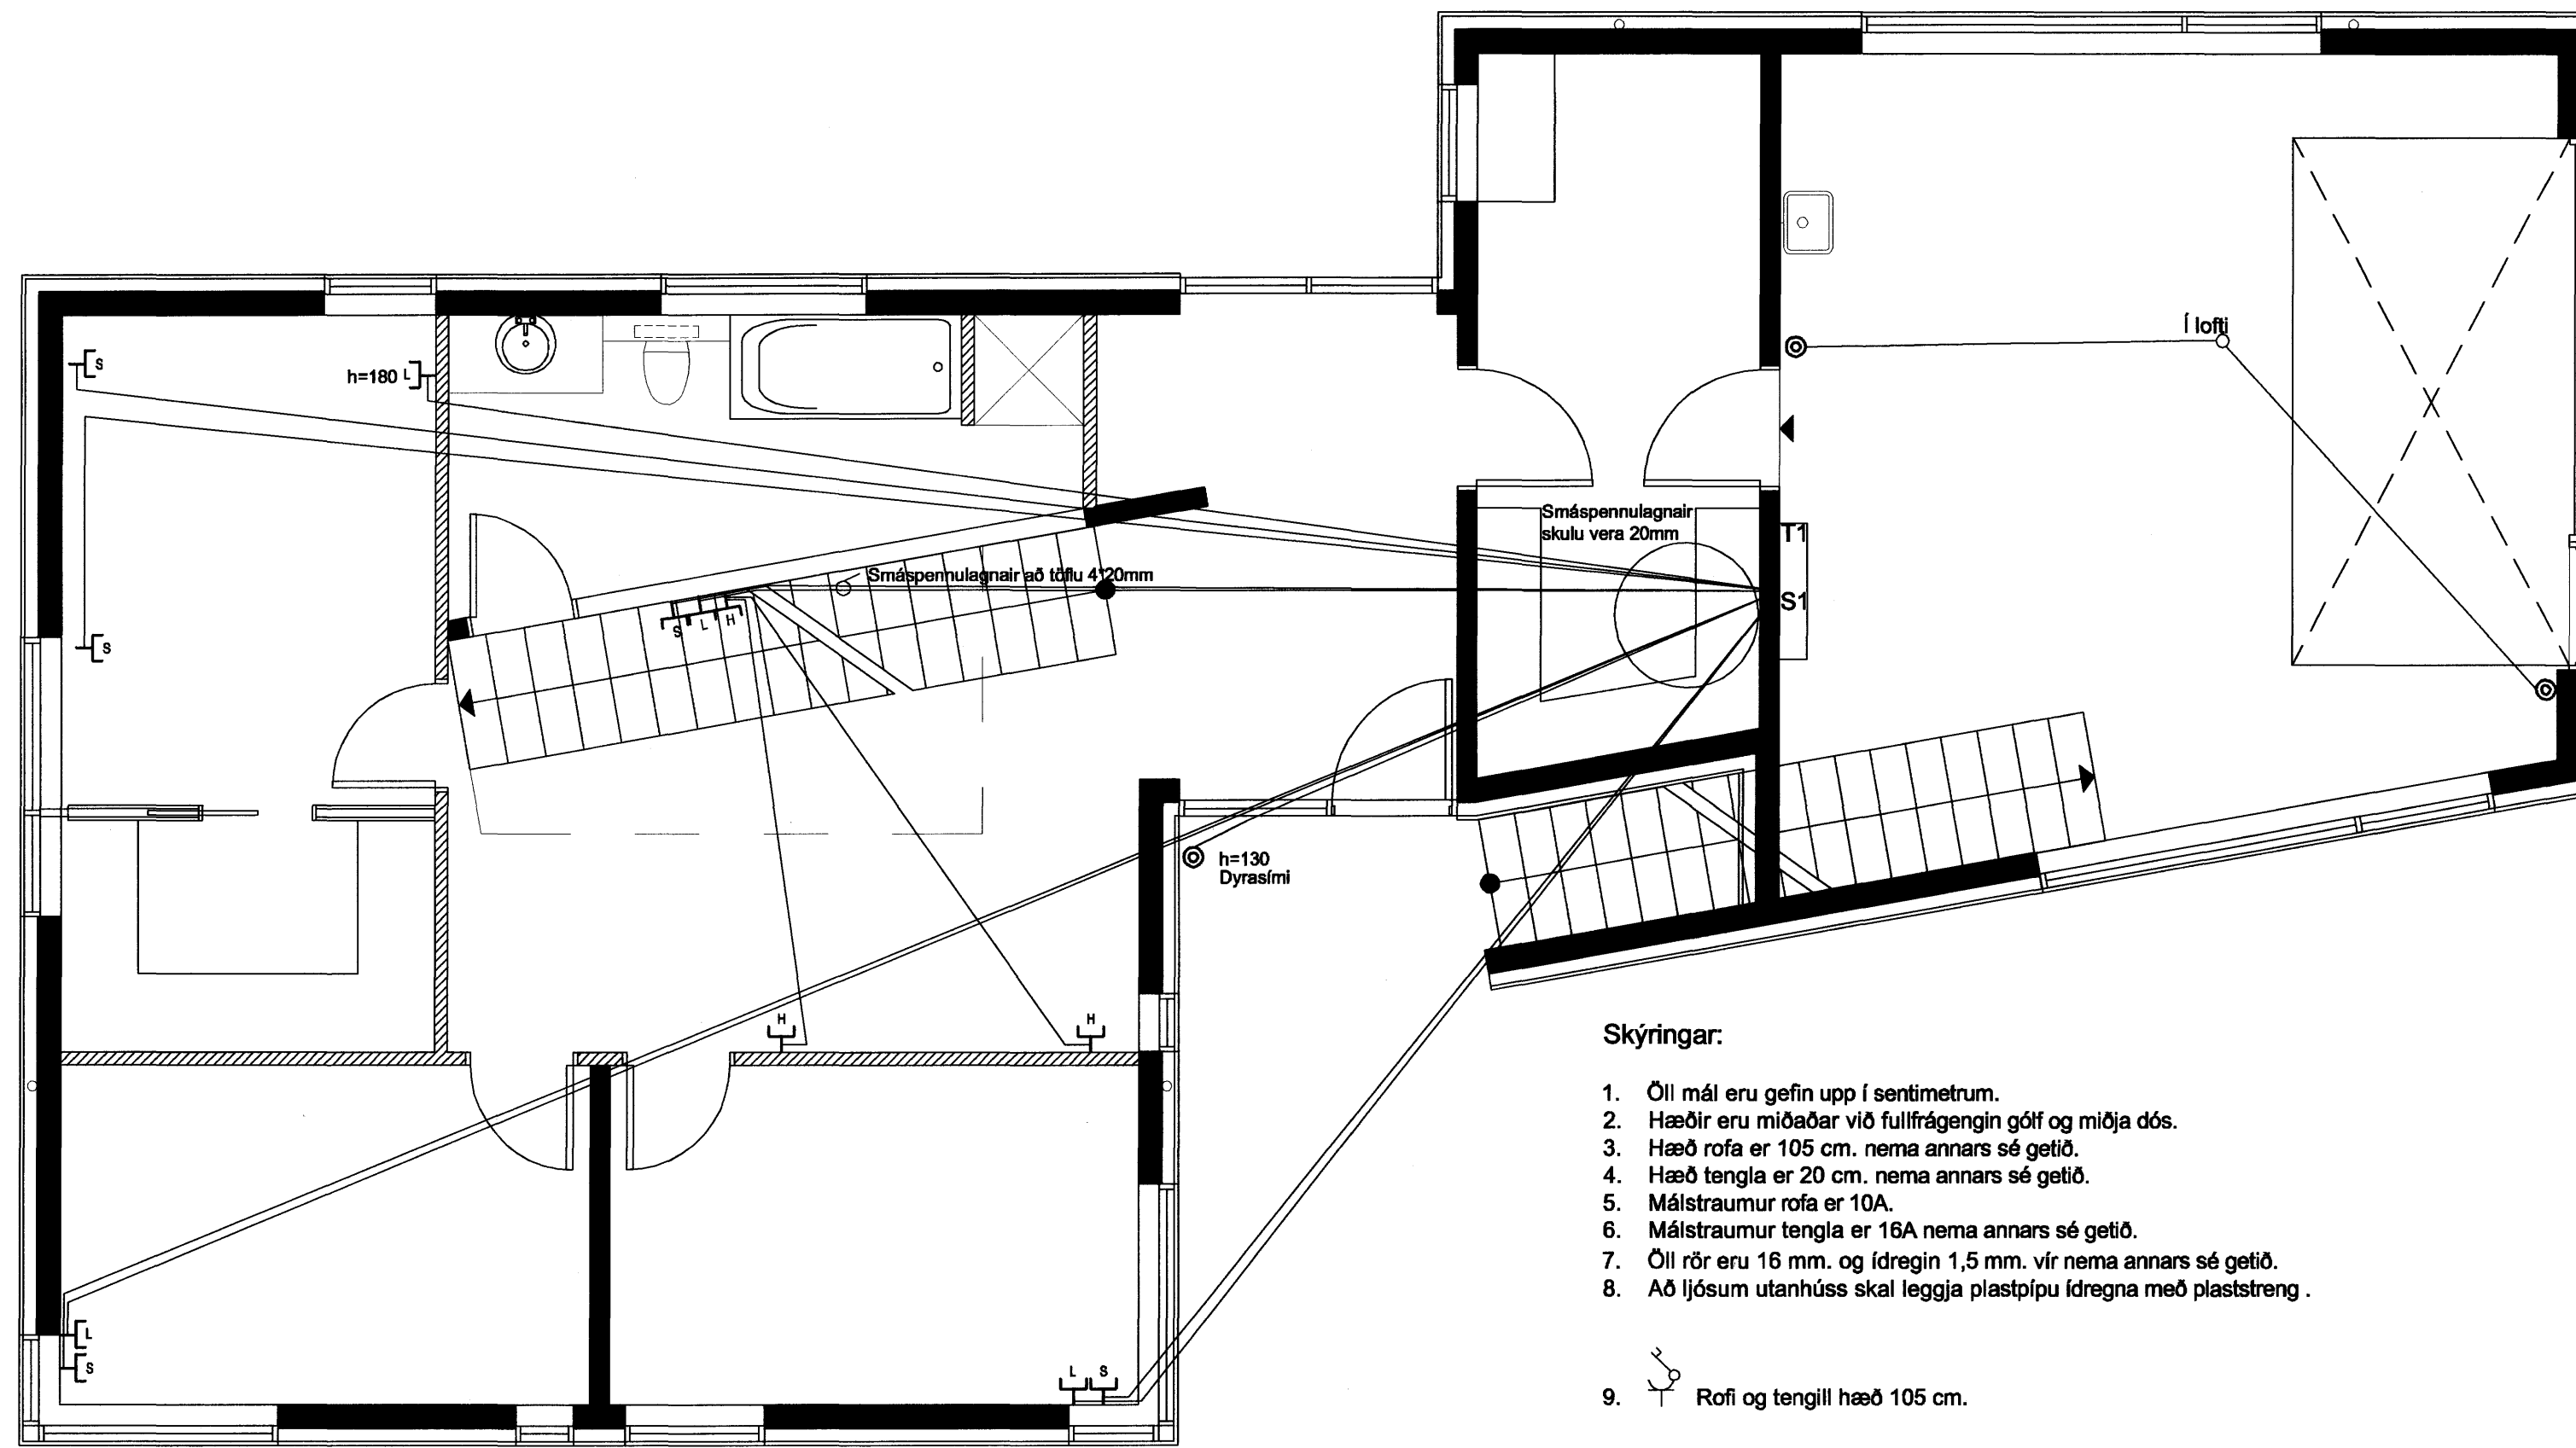 Í lofti
S
h=180 L
Smáspennulagnair
skulu vera 20mm
T1
Smáspennulagnair að töflu 4*20mm
S1
S L H
S
h=130
Dyrasími
H H
Skýringar:
1. Öll mál eru gefin upp í sentimetrum.
2. Hæðir eru miðaðar við fullfrágengin gólf og miðja dós.
3. Hæð rofa er 105 cm. nema annars sé getið.
4. Hæð tengla er 20 cm. nema annars sé getið.
5. Málstraumur rofa er 10A.
6. Málstraumur tengla er 16A nema annars sé getið.
7. Öll rör eru 16 mm. og ídregin 1,5 mm. vír nema annars sé getið.
8. Að ljósum utanhúss skal leggja plastpípu ídregna með plaststreng .
L
S
L S
9. Rofi og tengill hæð 105 cm.